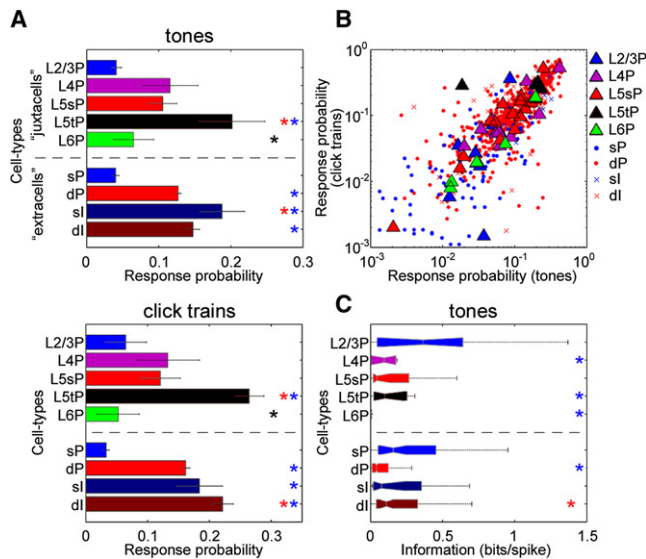 A
tones
L2/3P
L4P
L5sP
L5tP
L6P
sP
dP
sI
dI
Cell-types
"extracells" "juxtacells"
* *
*
*
* *
*
0 0.1 0.2 0.3
Response probability
B
10⁰
10⁻¹
10⁻²
10⁻³
Response probability
(click trains)
10⁻³ 10⁻² 10⁻¹ 10⁰
Response probability (tones)
L2/3P
L4P
L5sP
L5tP
L6P
sP
dP
sI
dI
click trains
L2/3P
L4P
L5sP
L5tP
L6P
sP
dP
sI
dI
Cell-types
* *
*
*
*
* *
0 0.1 0.2 0.3
Response probability
C
tones
L2/3P
L4P
L5sP
L5tP
L6P
sP
dP
sI
dI
Cell-types
*
*
*
*
*
0 0.5 1 1.5
Information (bits/spike)